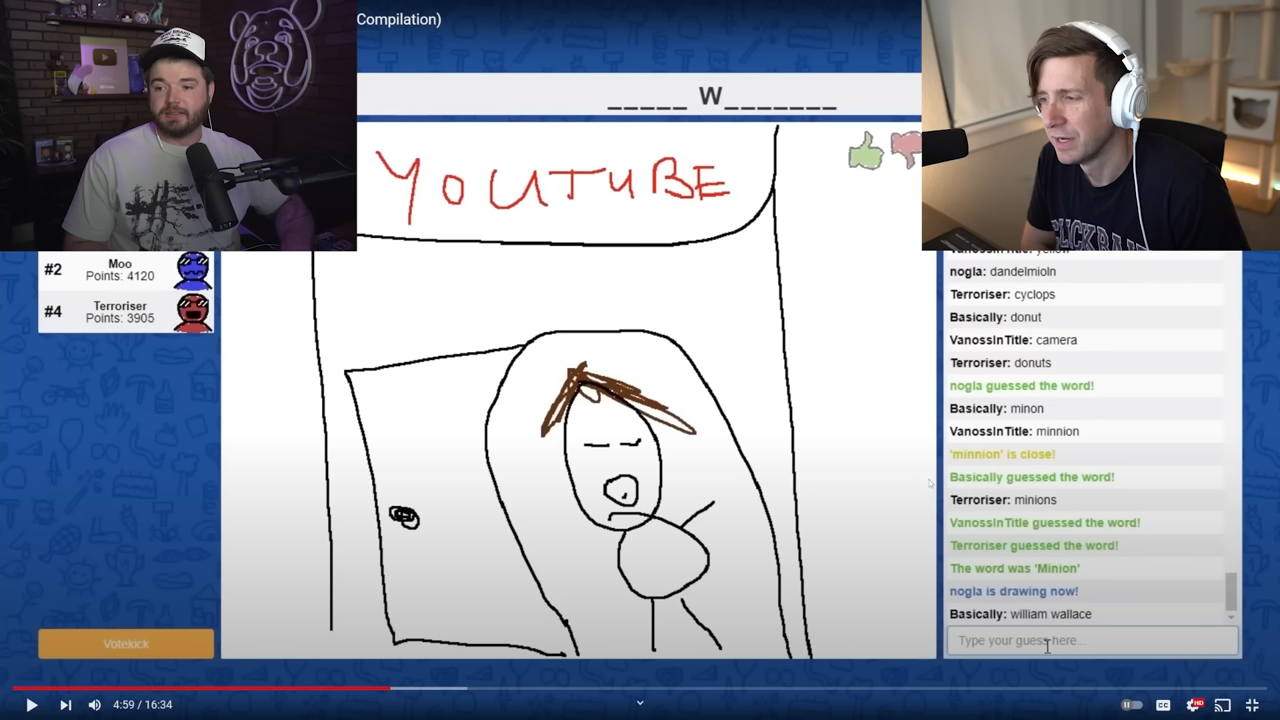 Compilation)
_____ W_______
YOUTUBE
#2
Moo
Points: 4120
#4
Terroriser
Points: 3905
nogla: dandelmioln
Terroriser: cyclops
Basically: donut
VanossInTitle: camera
Terroriser: donuts
nogla guessed the word!
Basically: minon
VanossInTitle: minnion
'minnion' is close!
Basically guessed the word!
Terroriser: minions
VanossInTitle guessed the word!
Terroriser guessed the word!
The word was 'Minion'
nogla is drawing now!
Basically: william wallace
Type your guess here...
Votekick
4:59 / 16:34
CC
HD